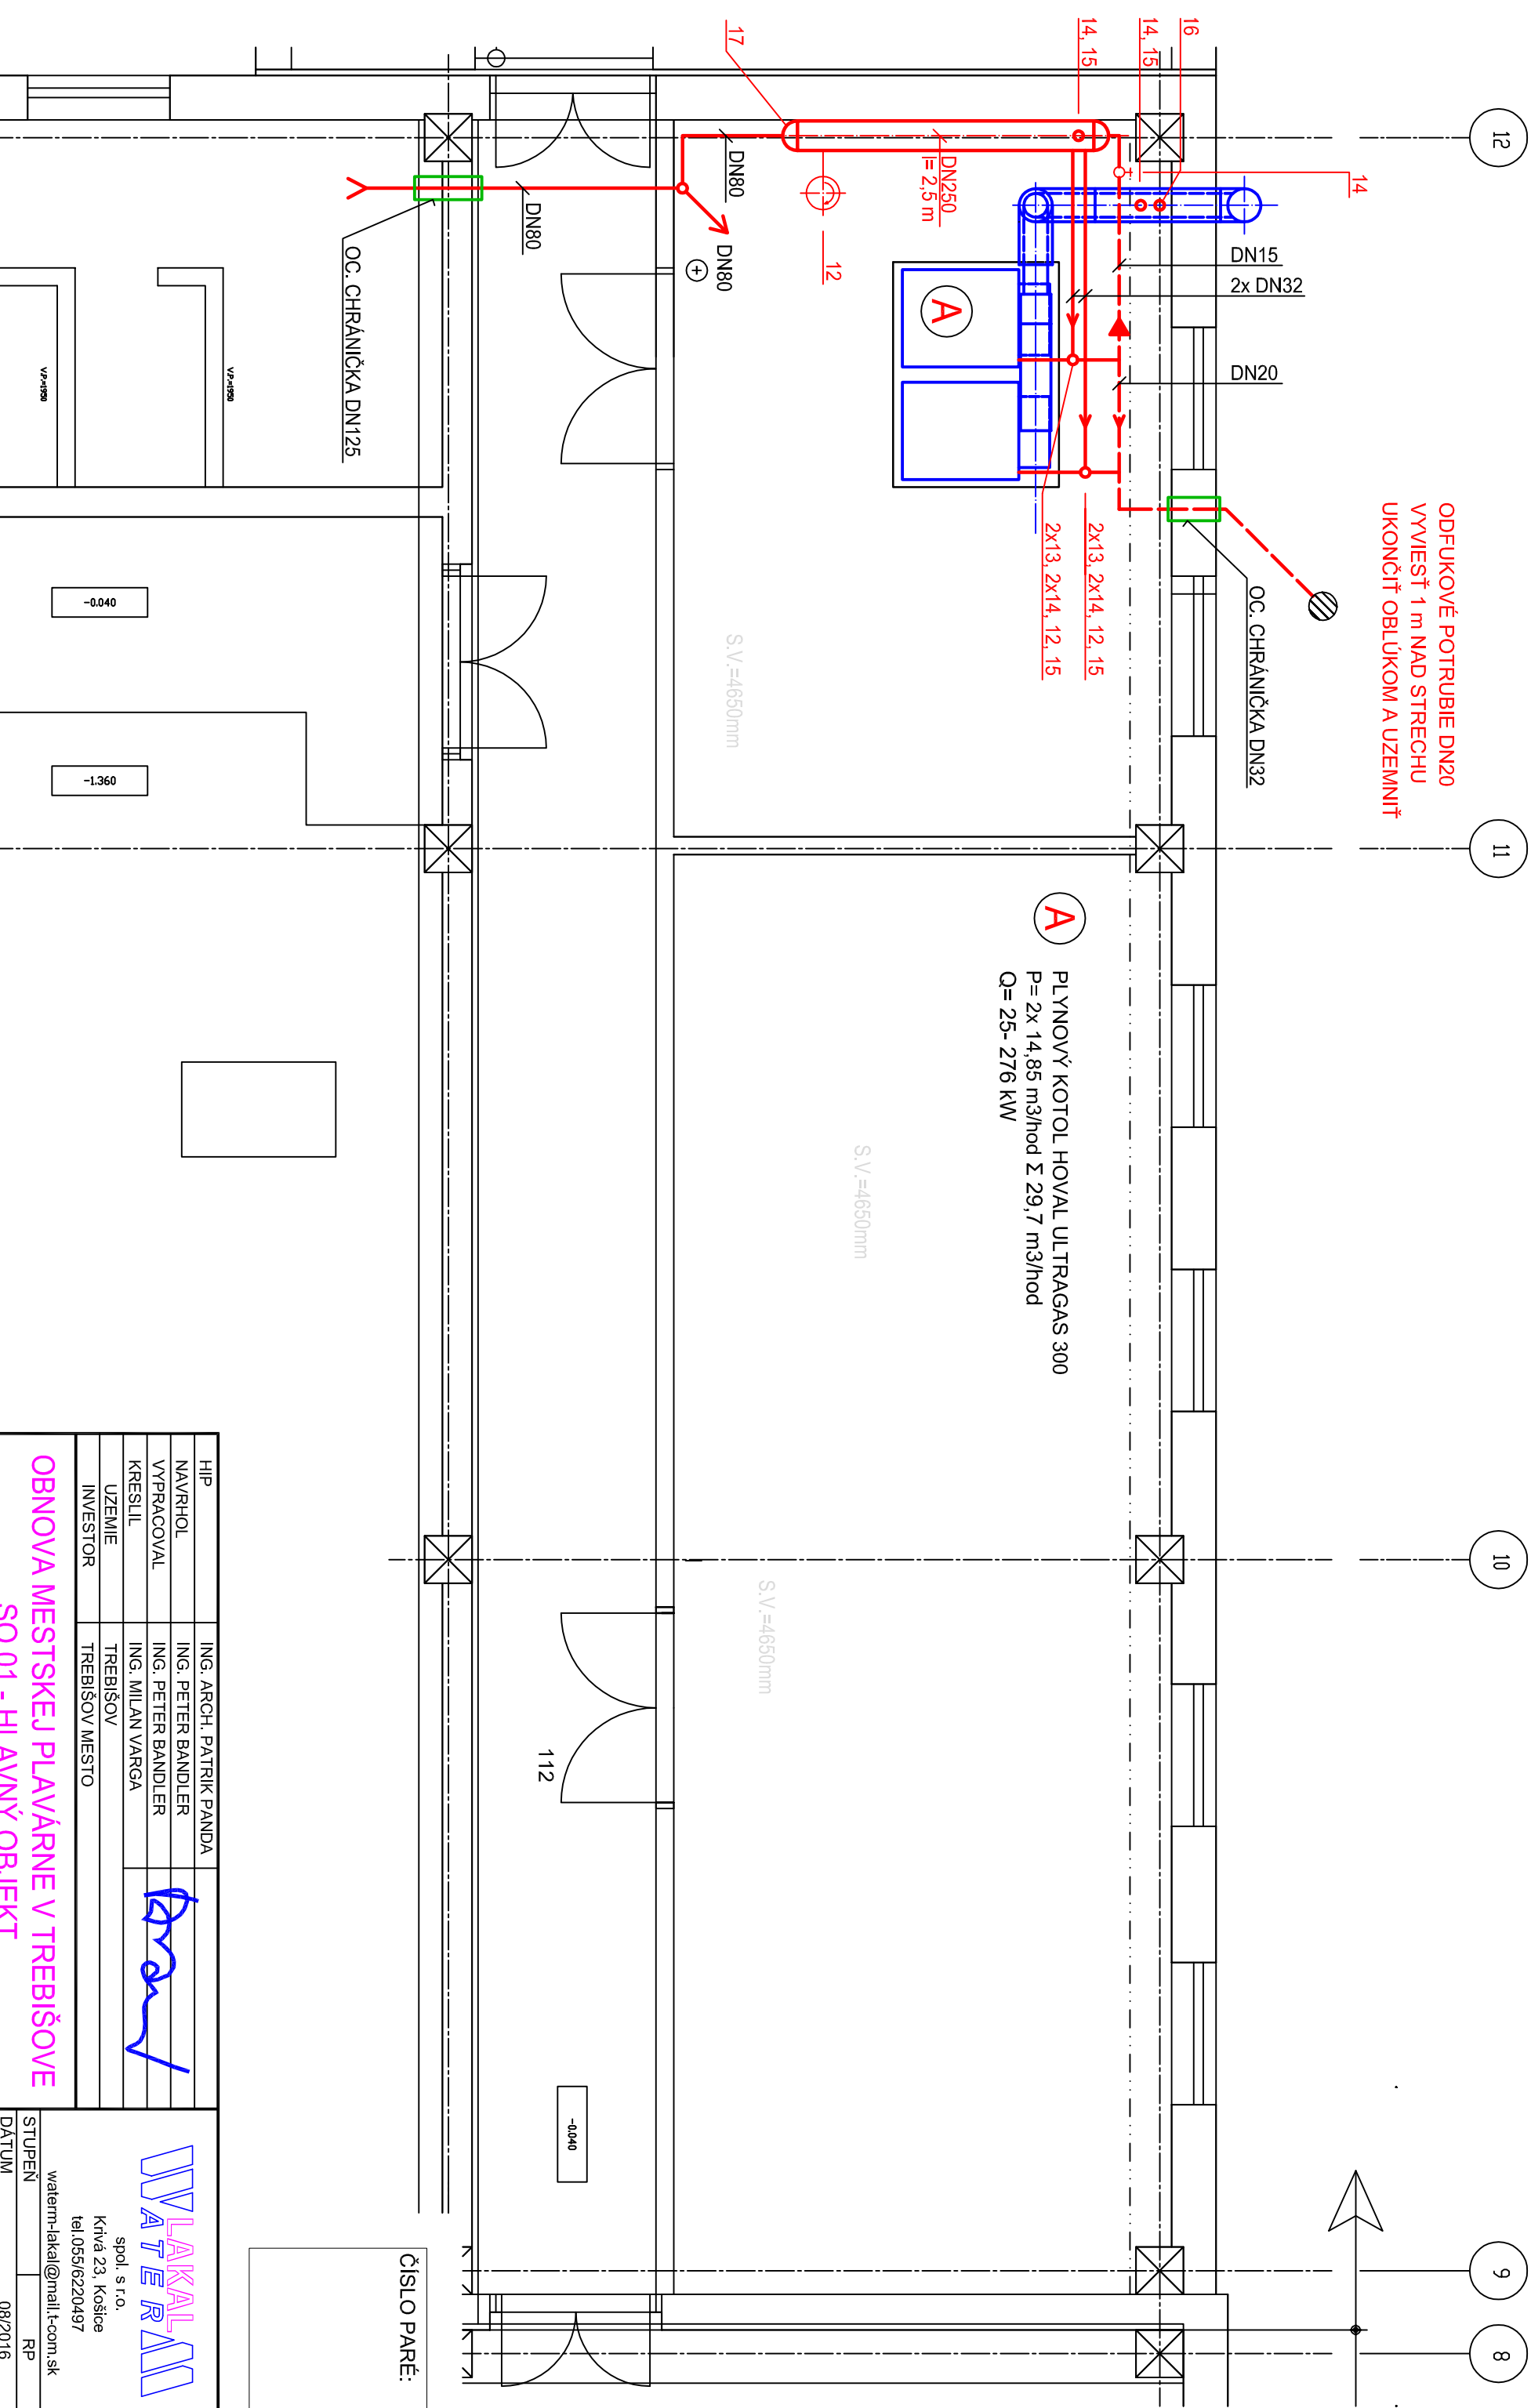 12
11
10
9
8
16
14, 15
14, 15
14
17
DN15
2x DN32
DN20
ODFUKOVÉ POTRUBIE DN20
VYVIESŤ 1 m NAD STRECHU
UKONČIŤ OBLÚKOM A UZEMNIŤ
OC. CHRÁNIČKA DN32
2x13, 2x14, 12, 15
2x13, 2x14, 12, 15
DN250
l= 2,5 m
12
A
DN80
DN80
+
DN80
OC. CHRÁNIČKA DN125
V.P.=1950
V.P.=1950
-0.040
-1.360
S.V.=4650mm
A
PLYNOVÝ KOTOL HOVAL ULTRAGAS 300
P= 2x 14,85 m3/hod Σ 29,7 m3/hod
Q= 25- 276 kW
S.V.=4650mm
S.V.=4650mm
112
-0.040
ČÍSLO PARÉ:
HIP ING. ARCH. PATRIK PANDA
NAVRHOL ING. PETER BANDLER
VYPRACOVAL ING. PETER BANDLER
KRESLIL ING. MILAN VARGA
UZEMIE TREBIŠOV
INVESTOR TREBIŠOV MESTO
OBNOVA MESTSKEJ PLAVÁRNE V TREBIŠOVE
SO 01 - HLAVNÝ OBJEKT
LAKAL
WATERM
spol. s r.o.
Krivá 23, Košice
tel.055/6220497
waterm-lakal@mail.t-com.sk
STUPEŇ RP
DÁTUM 08/2016